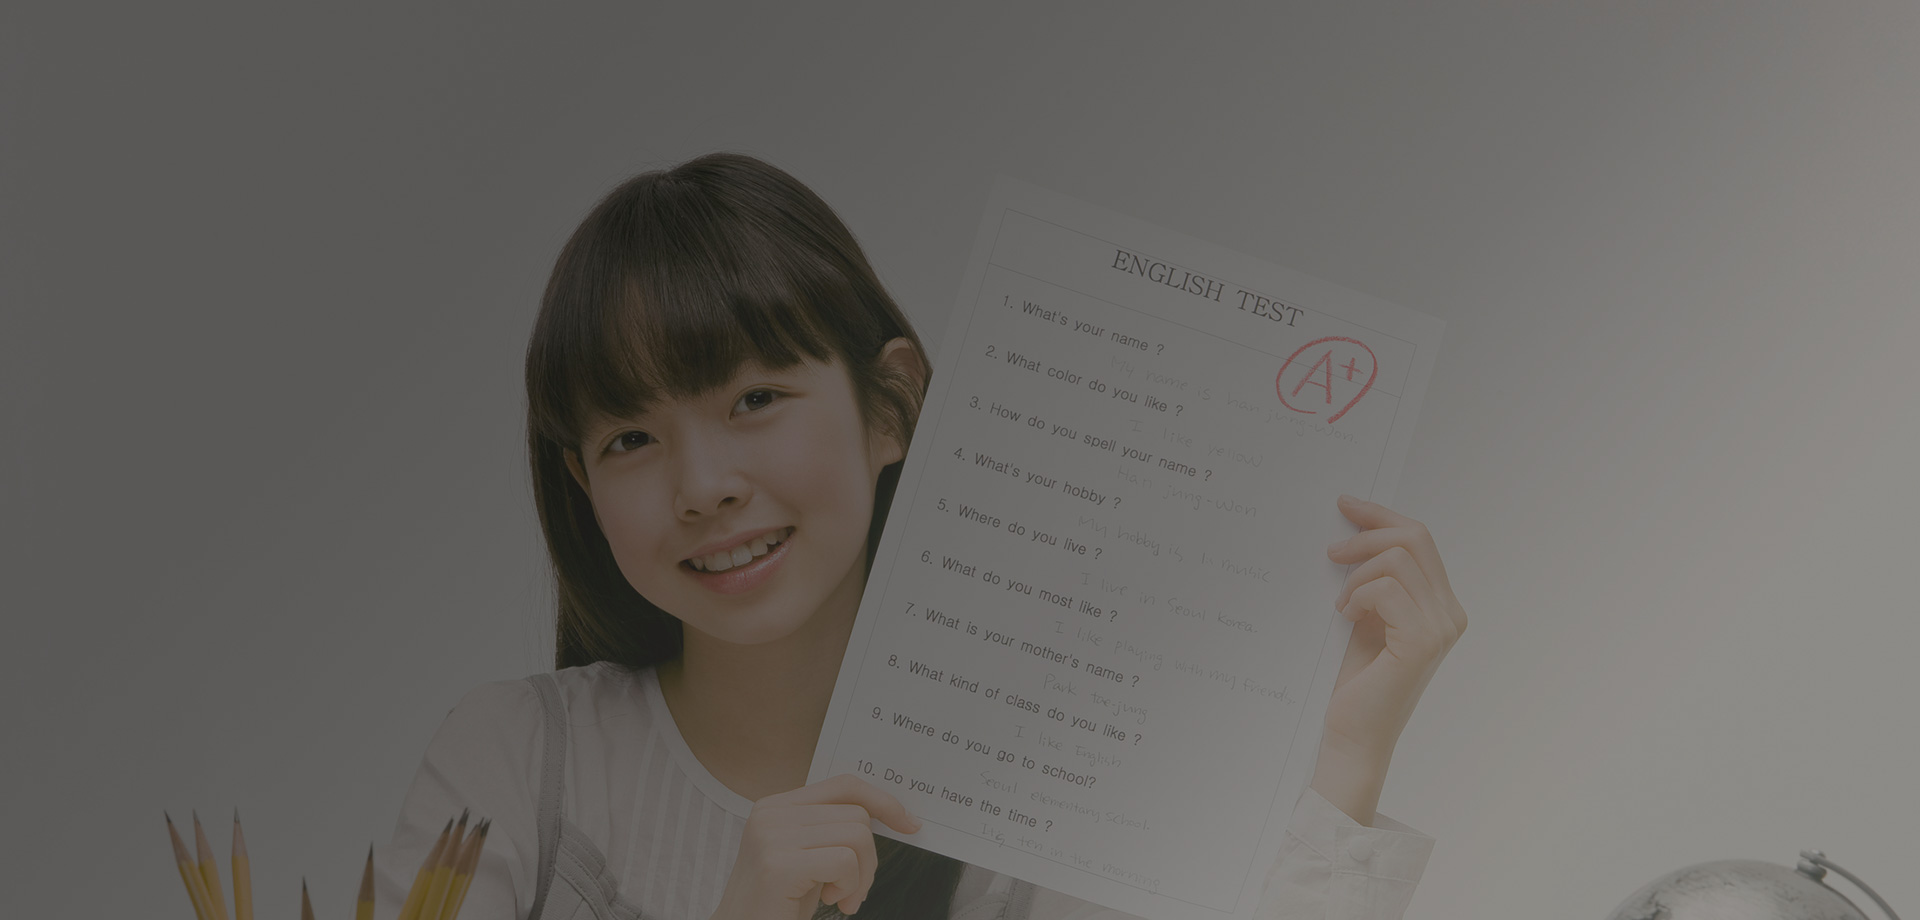 ENGLISH TEST
A+
1. What's your name ?
My name is han jung-won.
2. What color do you like ?
I like yellow
3. How do you spell your name ?
Han jung-won
4. What's your hobby ?
My hobby is music
5. Where do you live ?
I live in Seoul korea.
6. What do you most like ?
I like playing with my friends.
7. What is your mother's name ?
Park tae-jung
8. What kind of class do you like ?
I like English
9. Where do you go to school?
Seoul elementary school.
10. Do you have the time ?
Its ten in the morning